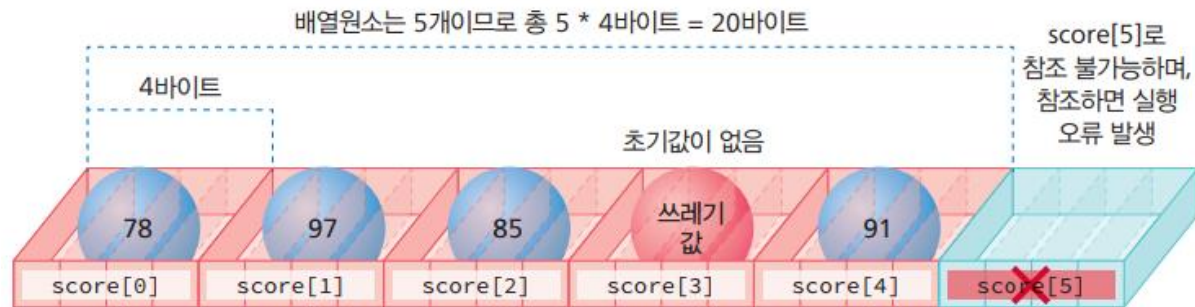 배열원소는 5개이므로 총 5 * 4바이트 = 20바이트
score[5]로
참조 불가능하며,
참조하면 실행
오류 발생
4바이트
초기값이 없음
78
97
85
쓰레기
값
91
score[0]
score[1]
score[2]
score[3]
score[4]
score[5]